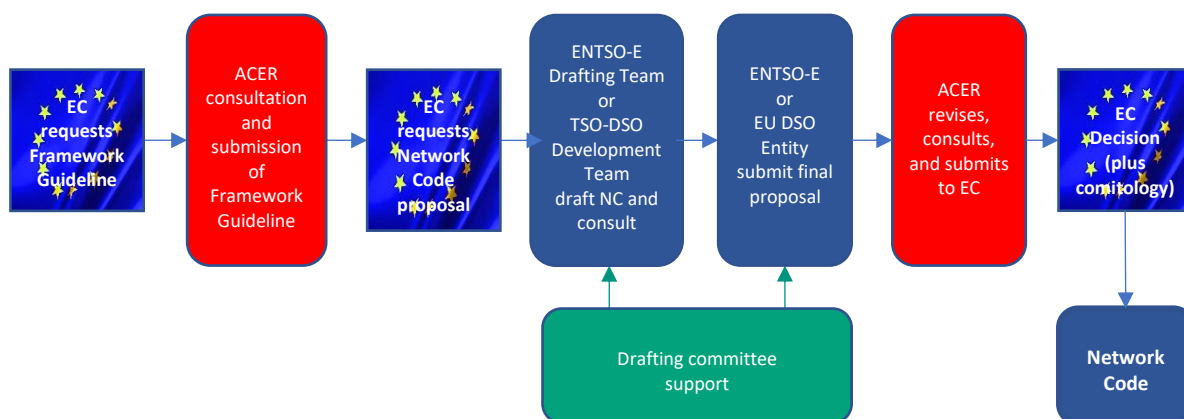 EC
requests
Framework
Guideline
ACER
consultation
and
submission
of
Framework
Guideline
EC
requests
Network
Code
proposal
ENTSO-E
Drafting Team
or
TSO-DSO
Development
Team
draft NC and
consult
ENTSO-E
or
EU DSO
Entity
submit final
proposal
ACER
revises,
consults,
and submits
to EC
EC
Decision
(plus
comitology)
Drafting committee
support
Network
Code